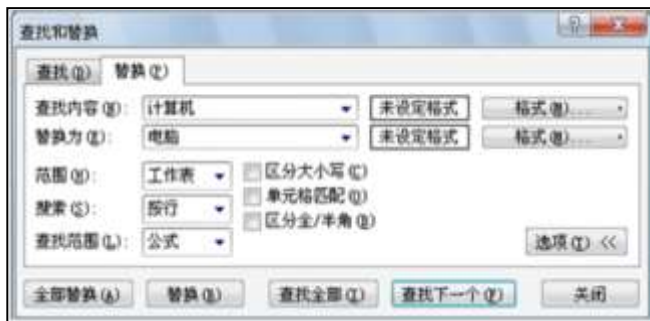 查找和替换
查找(D) 替换(P)
查找内容(N): 计算机 未设定格式 格式(M)...
替换为(E): 电脑 未设定格式 格式(M)...
范围(H): 工作表 区分大小写(C)
搜索(S): 按行 单元格匹配(O)
查找范围(L): 公式 区分全/半角(B)
选项(T) <<
全部替换(A) 替换(R) 查找全部(I) 查找下一个(F) 关闭